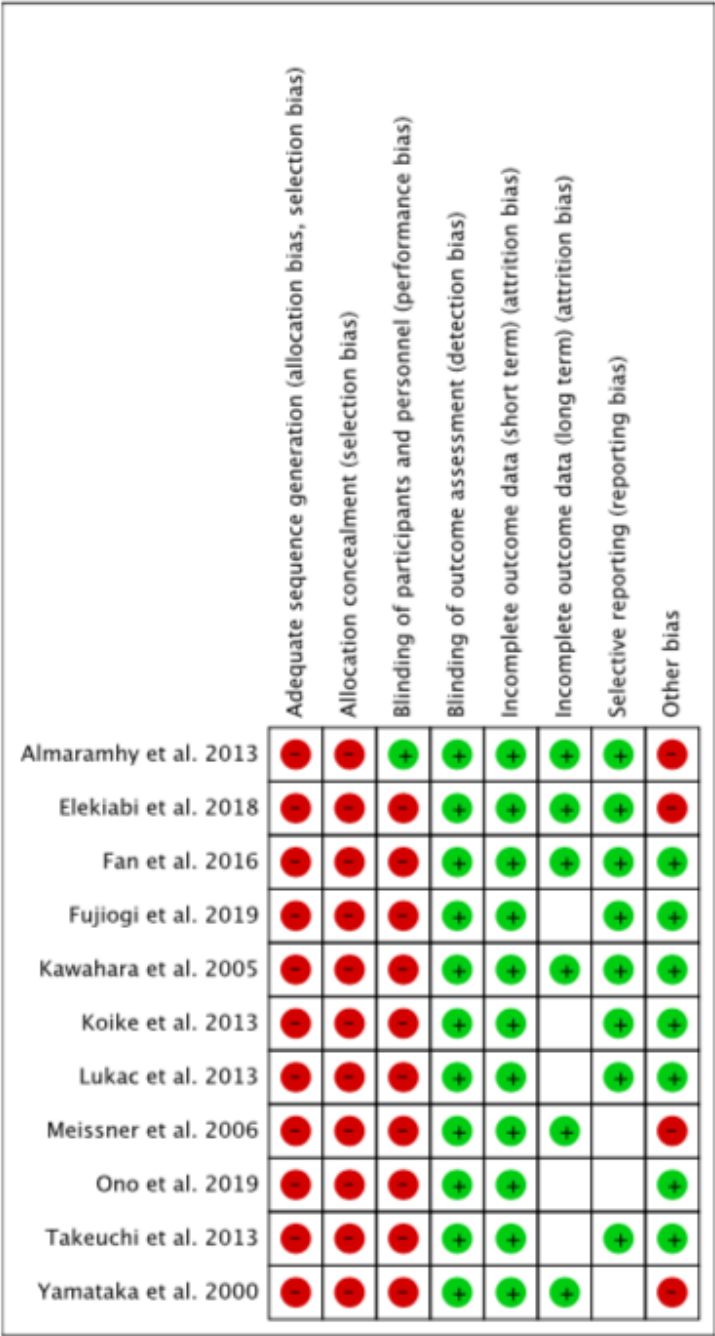 Adequate sequence generation (allocation bias, selection bias)
Allocation concealment (selection bias)
Blinding of participants and personnel (performance bias)
Blinding of outcome assessment (detection bias)
Incomplete outcome data (short term) (attrition bias)
Incomplete outcome data (long term) (attrition bias)
Selective reporting (reporting bias)
Other bias
Almaramhy et al. 2013 - - + + + + + -
Elekiabi et al. 2018 - - - + + + + -
Fan et al. 2016 - - - + + + + +
Fujiogi et al. 2019 - - - + + + +
Kawahara et al. 2005 - - - + + + + +
Koike et al. 2013 - - - + + + +
Lukac et al. 2013 - - - + + + +
Meissner et al. 2006 - - - + + + -
Ono et al. 2019 - - - + + +
Takeuchi et al. 2013 - - - + + + +
Yamataka et al. 2000 - - - + + + -